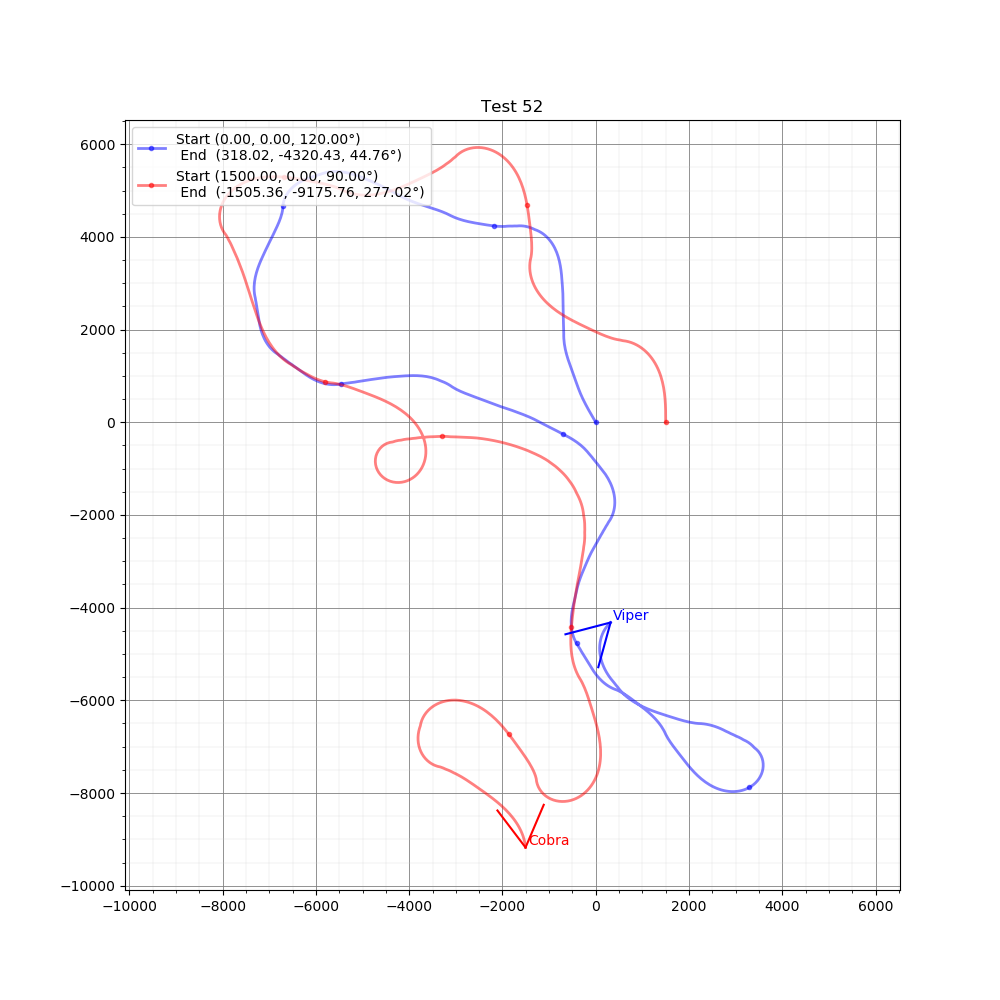 Test 52
Start (0.00, 0.00, 120.00°)
End (318.02, -4320.43, 44.76°)
Start (1500.00, 0.00, 90.00°)
End (-1505.36, -9175.76, 277.02°)
6000
4000
2000
0
−2000
−4000
−6000
−8000
−10000
Viper
Cobra
−10000 −8000 −6000 −4000 −2000 0 2000 4000 6000